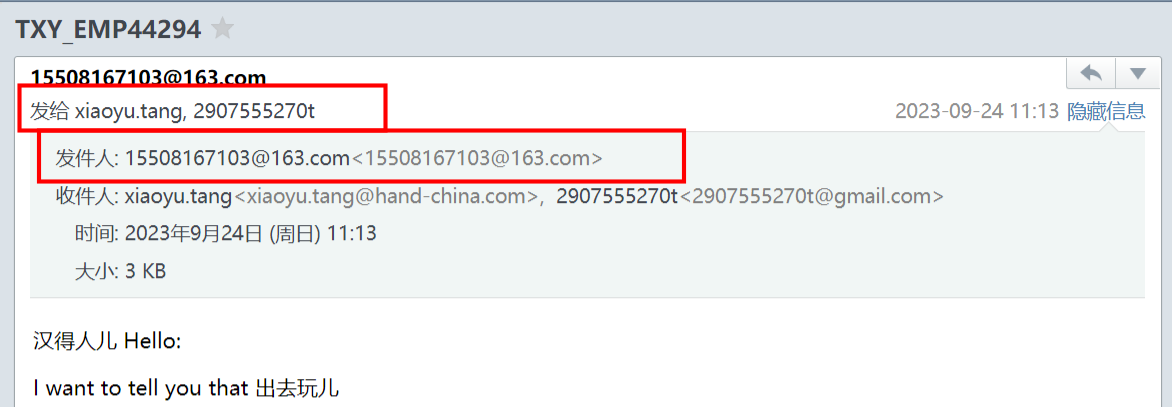 TXY_EMP44294
15508167103@163.com
发给 xiaoyu.tang, 2907555270t
2023-09-24 11:13 隐藏信息
发件人: 15508167103@163.com<15508167103@163.com>
收件人: xiaoyu.tang<xiaoyu.tang@hand-china.com>, 2907555270t<2907555270t@gmail.com>
时间: 2023年9月24日 (周日) 11:13
大小: 3 KB
汉得人儿 Hello:
I want to tell you that 出去玩儿